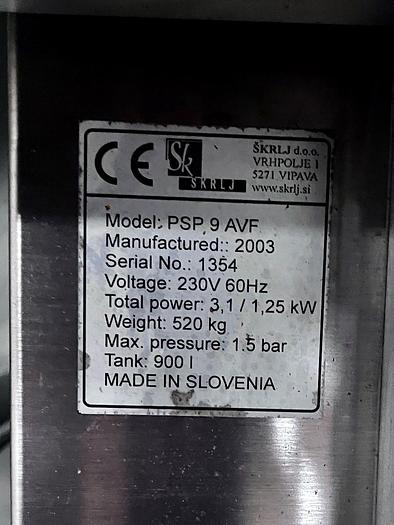 CE Sk ŠKRLJ
ŠKRLJ d.o.o.
VRHPOLJE 1
5271 VIPAVA
www.skrlj.si
Model: PSP 9 AVF
Manufactured:: 2003
Serial No.: 1354
Voltage: 230V 60Hz
Total power: 3,1 / 1,25 kW
Weight: 520 kg
Max. pressure: 1.5 bar
Tank: 900 l
MADE IN SLOVENIA